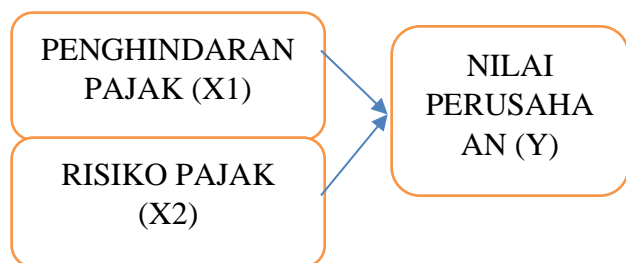 PENGHINDARAN
PAJAK (X1)
RISIKO PAJAK
(X2)
NILAI
PERUSAHA
AN (Y)